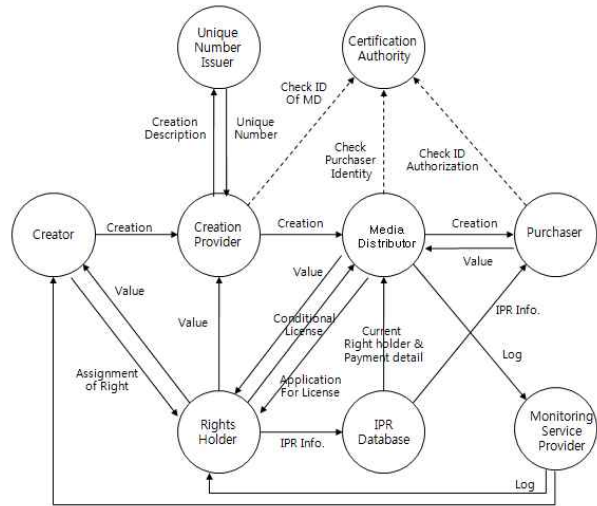 Unique
Number
Issuer
Certification
Authority
Check ID
Of MD
Creation
Description
Unique
Number
Check
Purchaser
Identity
Check ID
Authorization
Creator
Creation
Creation
Provider
Creation
Media
Distributor
Creation
Purchaser
Value
Value
Value
Value
Conditional
License
Current
Right holder &
Payment detail
IPR Info.
Assignment
of Right
Application
For License
Log
Rights
Holder
IPR Info.
IPR
Database
Monitoring
Service
Provider
Log